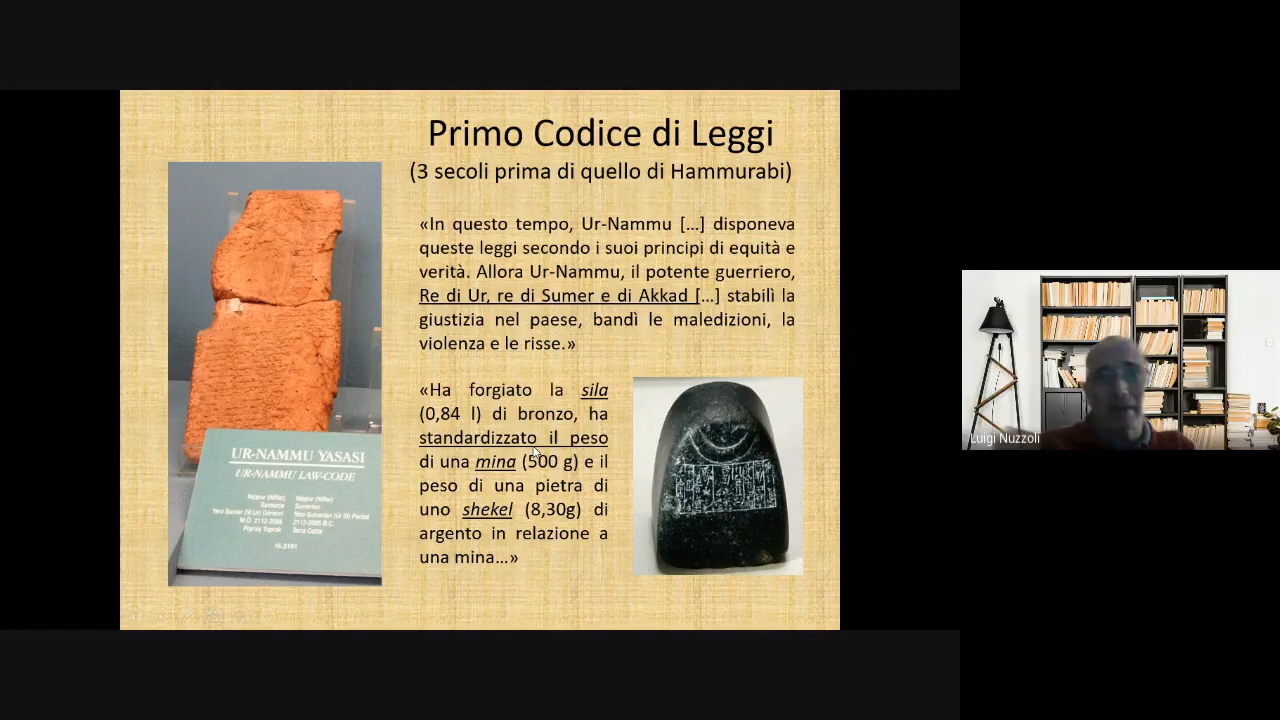 Primo Codice di Leggi
(3 secoli prima di quello di Hammurabi)
«In questo tempo, Ur-Nammu [...] disponeva
queste leggi secondo i suoi principi di equità e
verità. Allora Ur-Nammu, il potente guerriero,
Re di Ur, re di Sumer e di Akkad [...] stabilì la
giustizia nel paese, bandì le maledizioni, la
violenza e le risse.»
«Ha forgiato la sila
(0,84 l) di bronzo, ha
standardizzato il peso
di una mina (500 g) e il
peso di una pietra di
uno shekel (8,30g) di
argento in relazione a
una mina...»
UR-NAMMU YASASI
UR-NAMMU LAW-CODE
Nippur (Niffer)
Sumerce
Yeni Sumer (III.Ur) Dönemi
M.Ö. 2112-2095
Pişmiş Toprak
Nippur (Niffer)
Sumerian
Neo-Sumerian (Ur III) Period
2112-2095 B.C.
Terra Cotta
Ni.3191
Luigi Nuzzoli